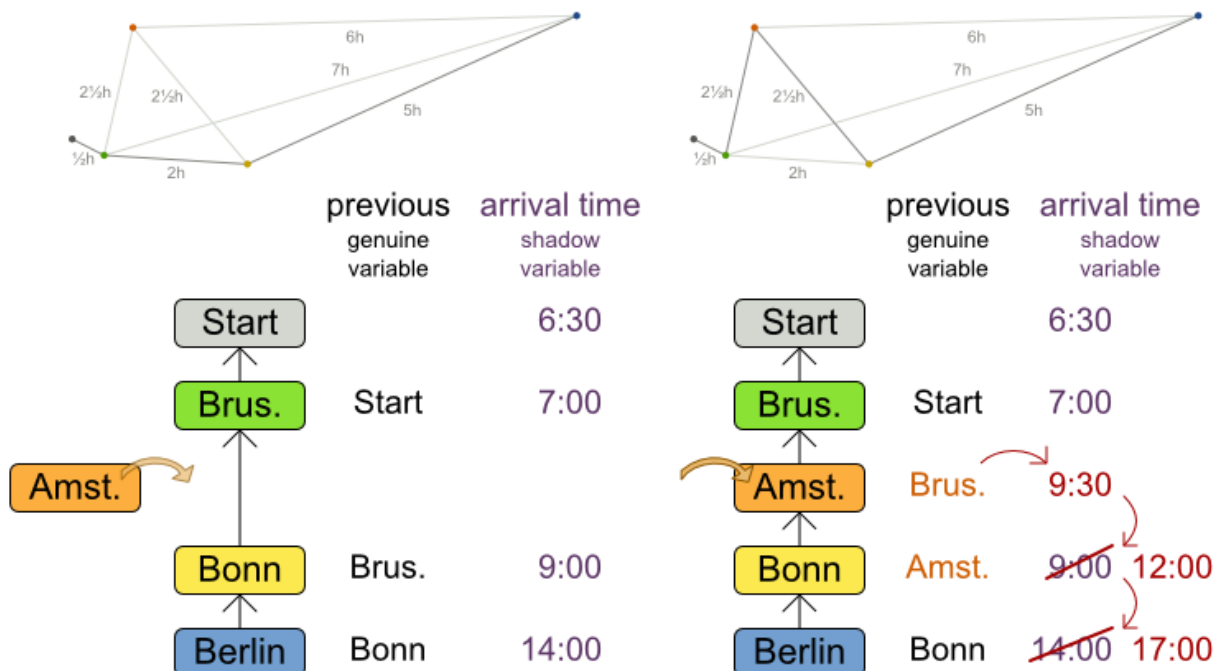 6h
7h
2½h
2½h
5h
½h
2h
previous arrival time
genuine shadow
variable variable
Start 6:30
Brus. Start 7:00
Amst.
Bonn Brus. 9:00
Berlin Bonn 14:00
6h
7h
2½h
2½h
5h
½h
2h
previous arrival time
genuine shadow
variable variable
Start 6:30
Brus. Start 7:00
Amst. Brus. 9:30
Bonn Amst. 9:00 12:00
Berlin Bonn 14:00 17:00